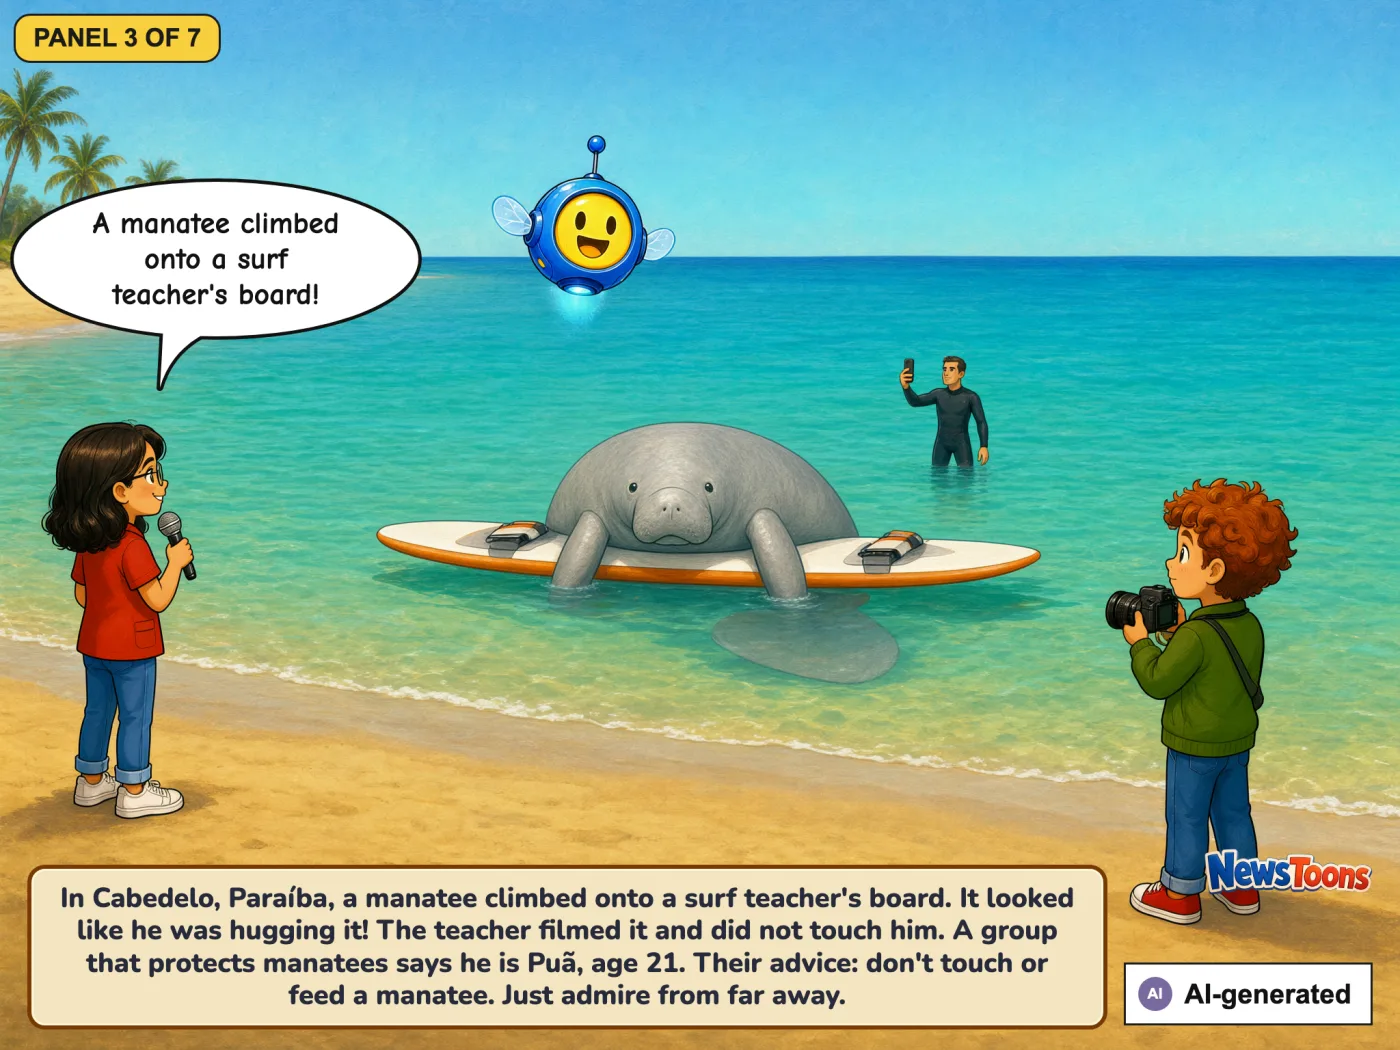 PANEL 3 OF 7
A manatee climbed
onto a surf
teacher's board!
In Cabedelo, Paraíba, a manatee climbed onto a surf teacher's board. It looked
like he was hugging it! The teacher filmed it and did not touch him. A group
that protects manatees says he is Puã, age 21. Their advice: don't touch or
feed a manatee. Just admire from far away.
NewsToons
AI AI-generated